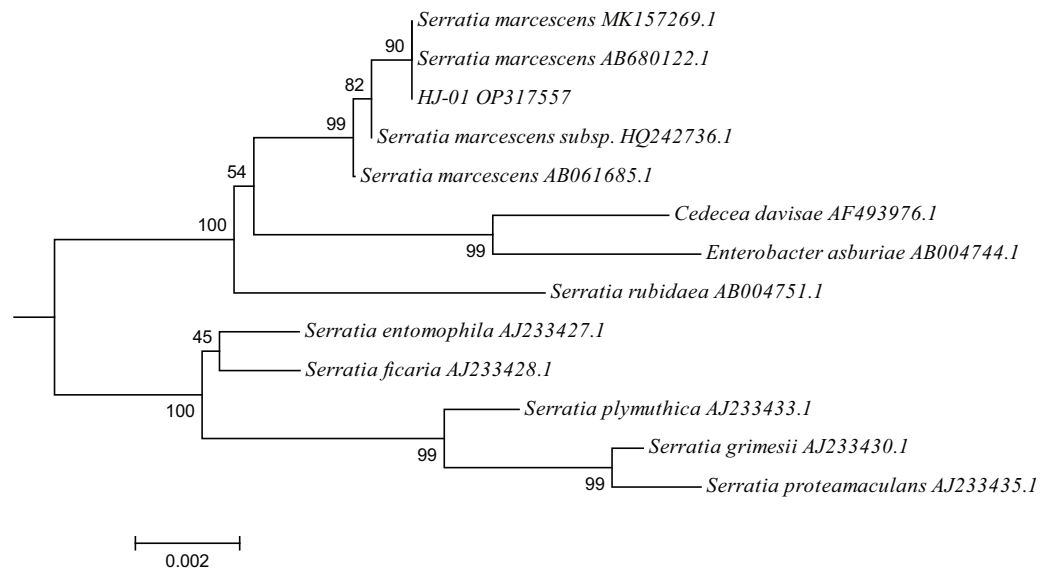 Serratia marcescens MK157269.1
90
Serratia marcescens AB680122.1
82
HJ-01 OP317557
99
Serratia marcescens subsp. HQ242736.1
54
Serratia marcescens AB061685.1
Cedecea davisae AF493976.1
100
99
Enterobacter asburiae AB004744.1
Serratia rubidaea AB004751.1
Serratia entomophila AJ233427.1
45
Serratia ficaria AJ233428.1
100
Serratia plymuthica AJ233433.1
99
Serratia grimesii AJ233430.1
99
Serratia proteamaculans AJ233435.1
0.002